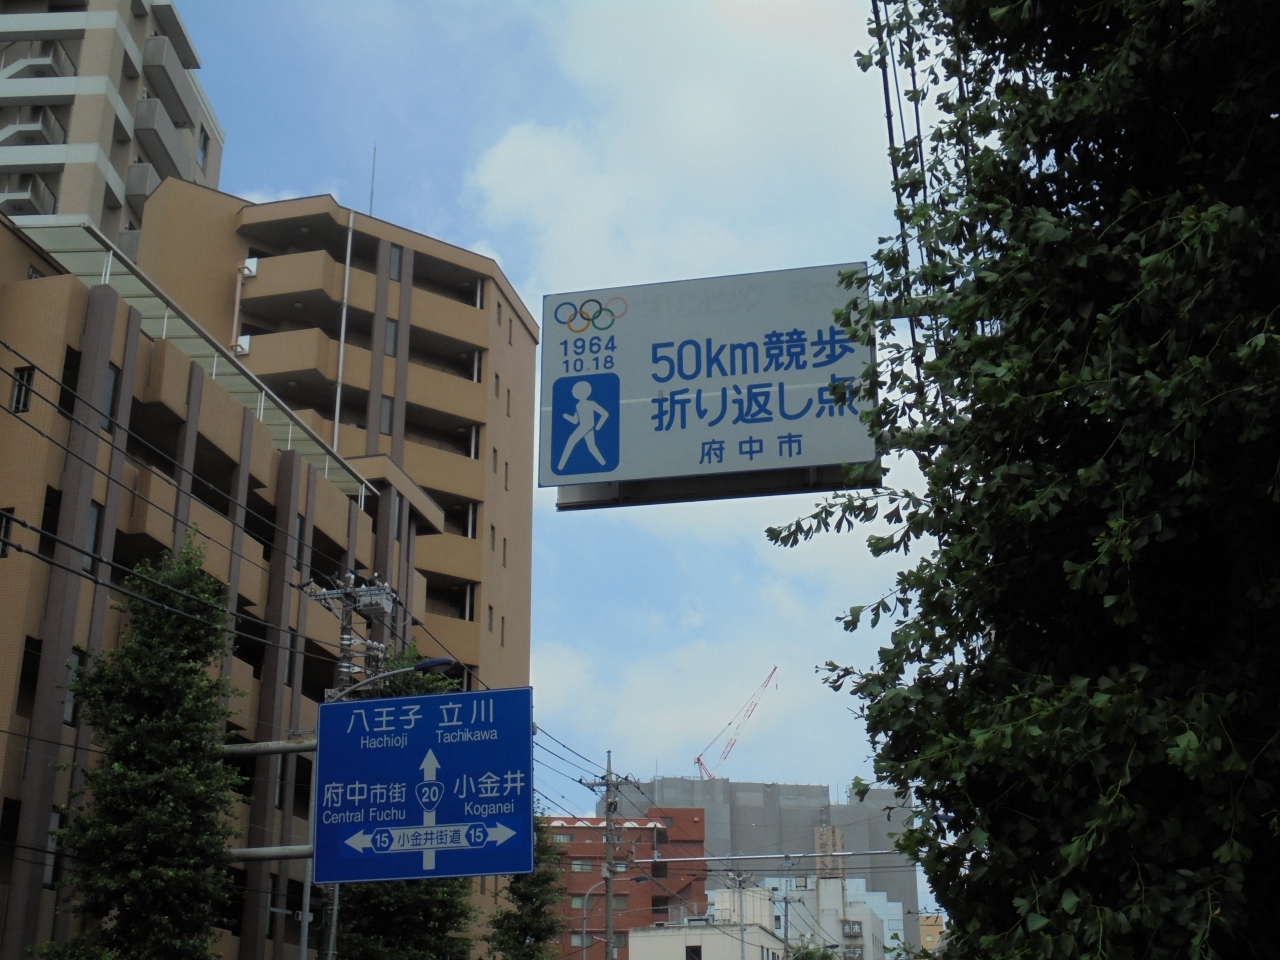 1964
10.18
50km競歩
折り返し点
府中市
八王子 立川
Hachioji Tachikawa
府中市街 20 小金井
Central Fuchu Koganei
15 小金井街道 15